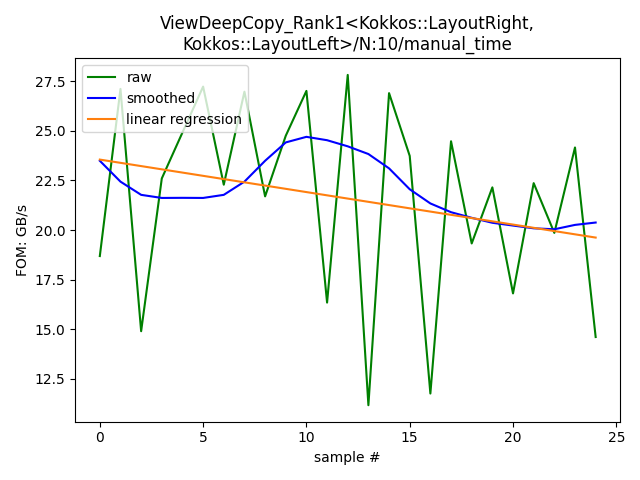 ViewDeepCopy_Rank1<Kokkos::LayoutRight,
Kokkos::LayoutLeft>/N:10/manual_time
raw
smoothed
linear regression
FOM: GB/s
27.5
25.0
22.5
20.0
17.5
15.0
12.5
0 5 10 15 20 25
sample #